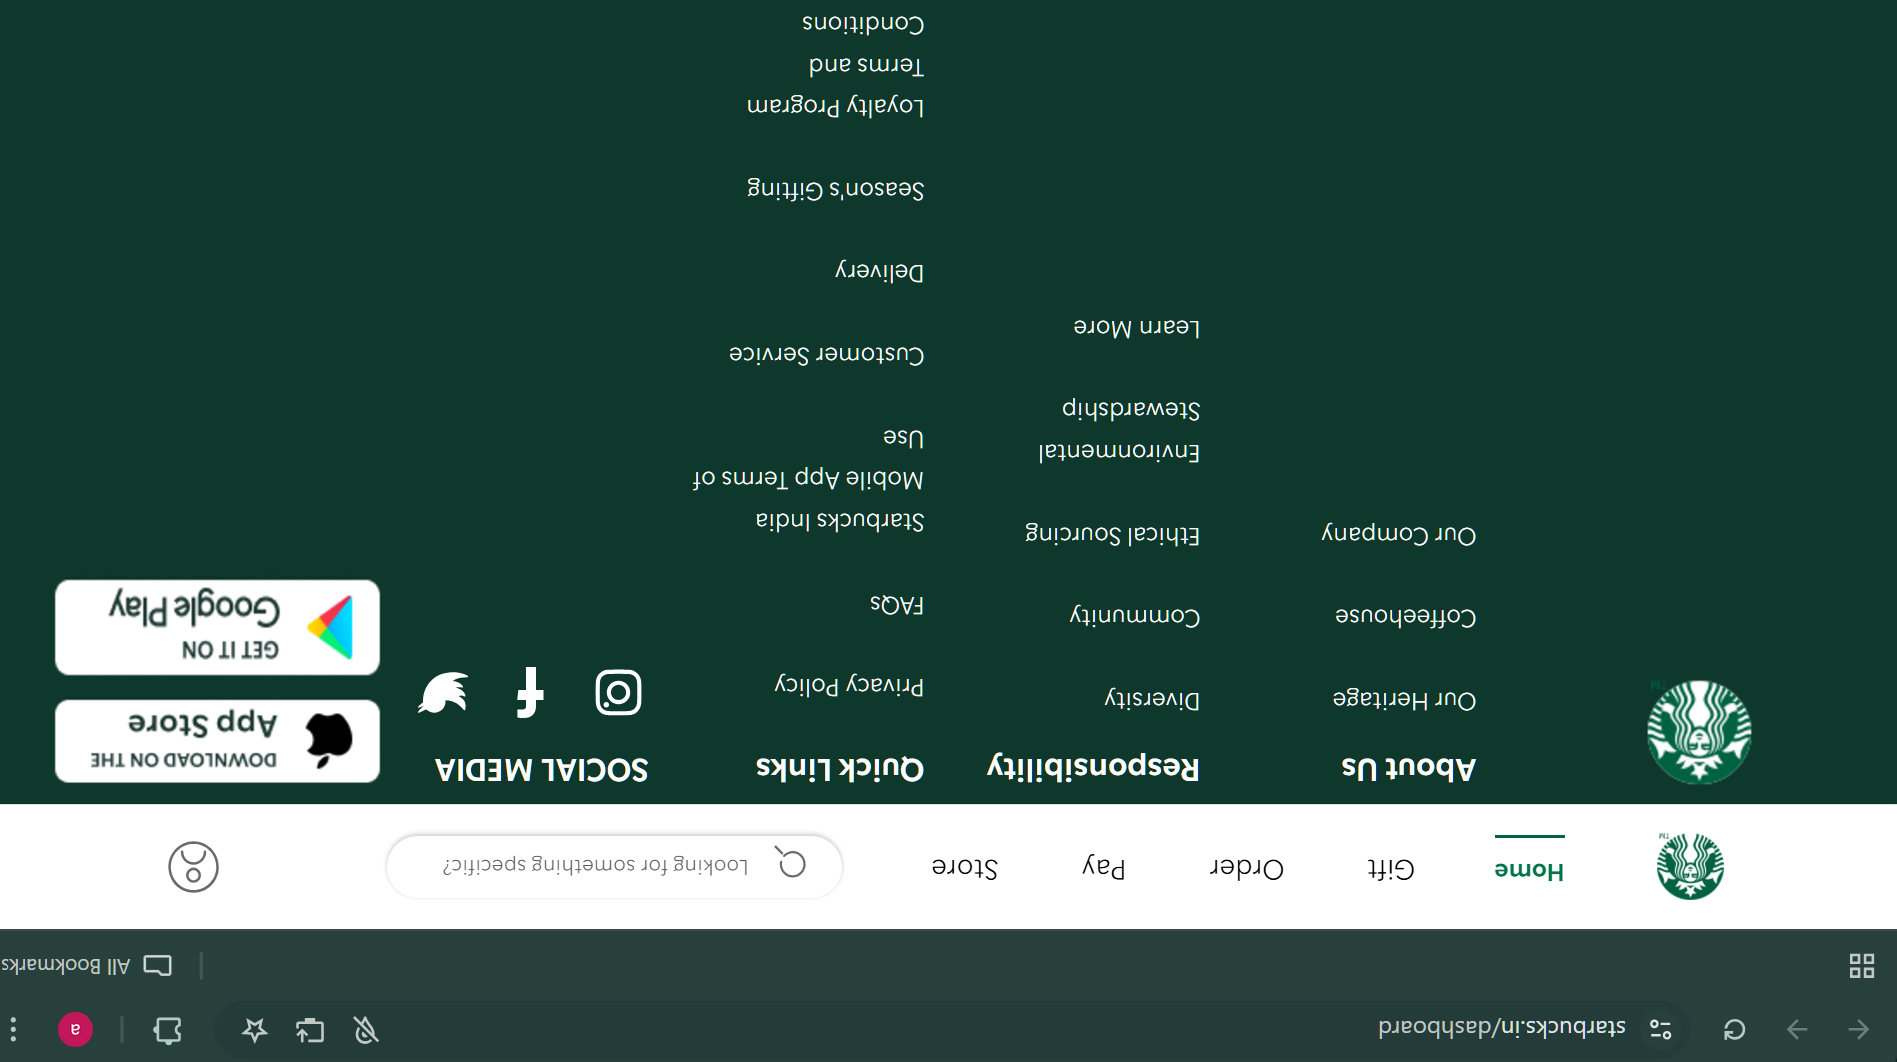 starbucks.in/dashboard
a
All Bookmarks
TM
Home
Gift
Order
Pay
Store
Looking for something specific?
TM
About Us
Our Heritage
Coffeehouse
Our Company
Responsibility
Diversity
Community
Ethical Sourcing
Environmental
Stewardship
Learn More
Quick Links
Privacy Policy
FAQs
Starbucks India
Mobile App Terms of
Use
Customer Service
Delivery
Season's Gifting
Loyalty Program
Terms and
Conditions
SOCIAL MEDIA
DOWNLOAD ON THE
App Store
GET IT ON
Google Play